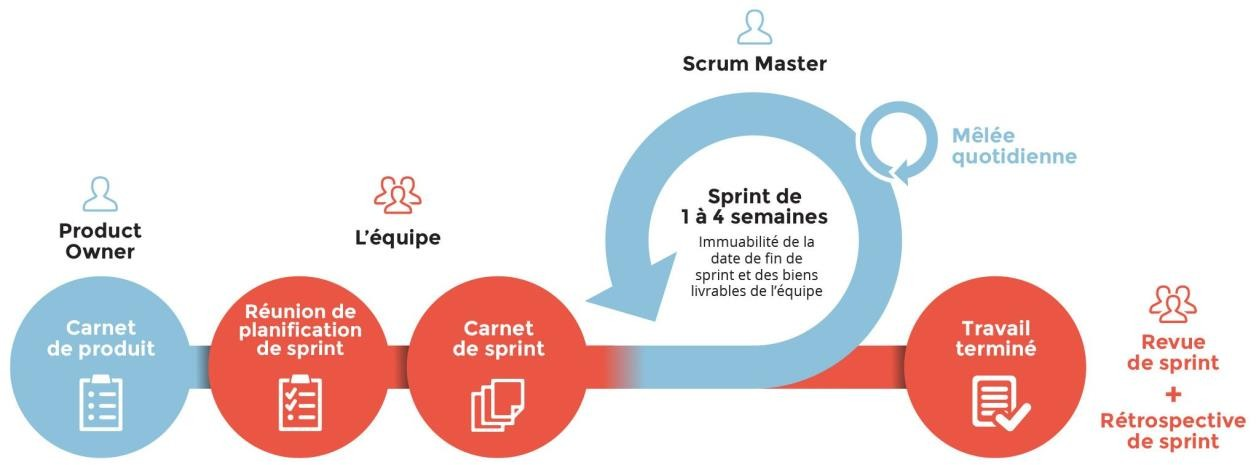 Scrum Master
Mêlée
quotidienne
Product
Owner
L'équipe
Sprint de
1 à 4 semaines
Immuabilité de la
date de fin de
sprint et des biens
livrables de l'équipe
Carnet
de produit
Réunion de
planification
de sprint
Carnet
de sprint
Travail
terminé
Revue
de sprint
+
Rétrospective
de sprint